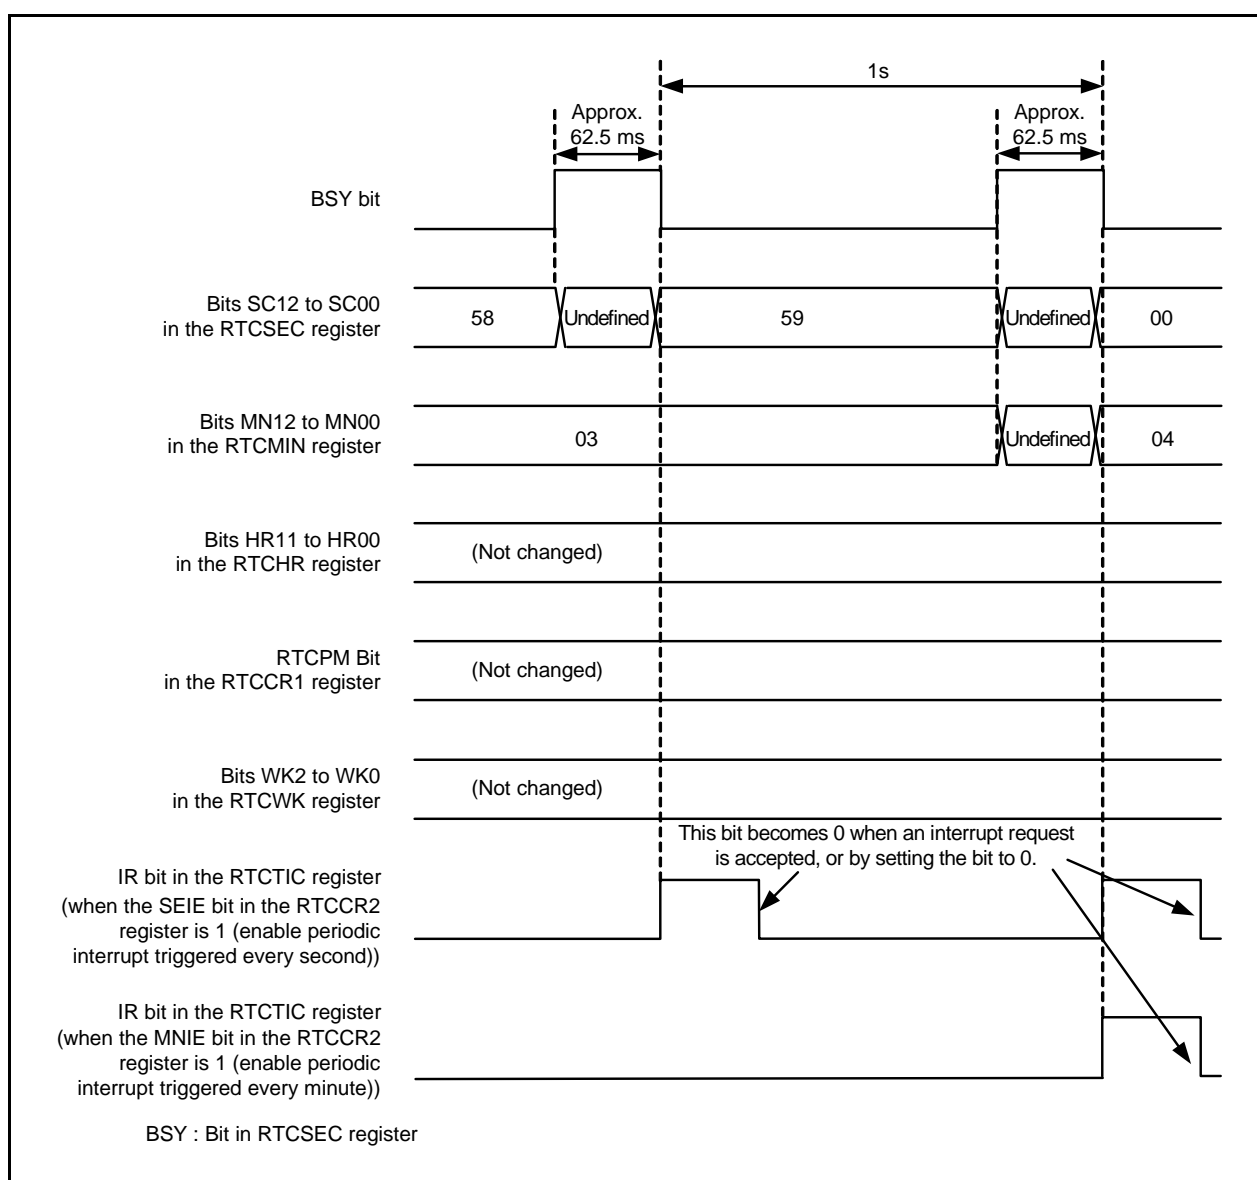 1s
Approx.
62.5 ms
Approx.
62.5 ms
BSY bit
Bits SC12 to SC00
in the RTCSEC register
58
Undefined
59
Undefined
00
Bits MN12 to MN00
in the RTCMIN register
03
Undefined
04
Bits HR11 to HR00
in the RTCHR register
(Not changed)
RTCPM Bit
in the RTCCR1 register
(Not changed)
Bits WK2 to WK0
in the RTCWK register
(Not changed)
This bit becomes 0 when an interrupt request
is accepted, or by setting the bit to 0.
IR bit in the RTCTIC register
(when the SEIE bit in the RTCCR2
register is 1 (enable periodic
interrupt triggered every second))
IR bit in the RTCTIC register
(when the MNIE bit in the RTCCR2
register is 1 (enable periodic
interrupt triggered every minute))
BSY : Bit in RTCSEC register